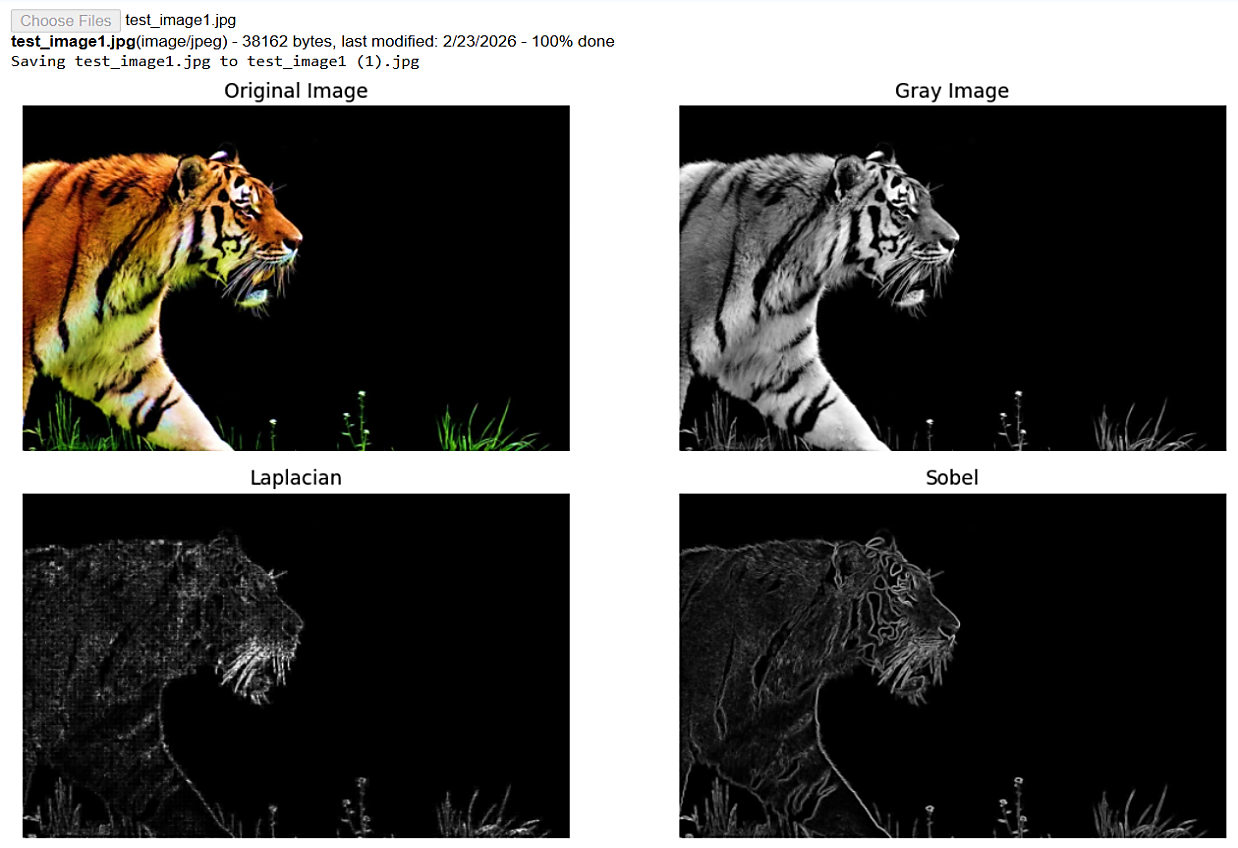 Choose Files test_image1.jpg
test_image1.jpg(image/jpeg) - 38162 bytes, last modified: 2/23/2026 - 100% done
Saving test_image1.jpg to test_image1 (1).jpg
Original Image
Gray Image
Laplacian
Sobel